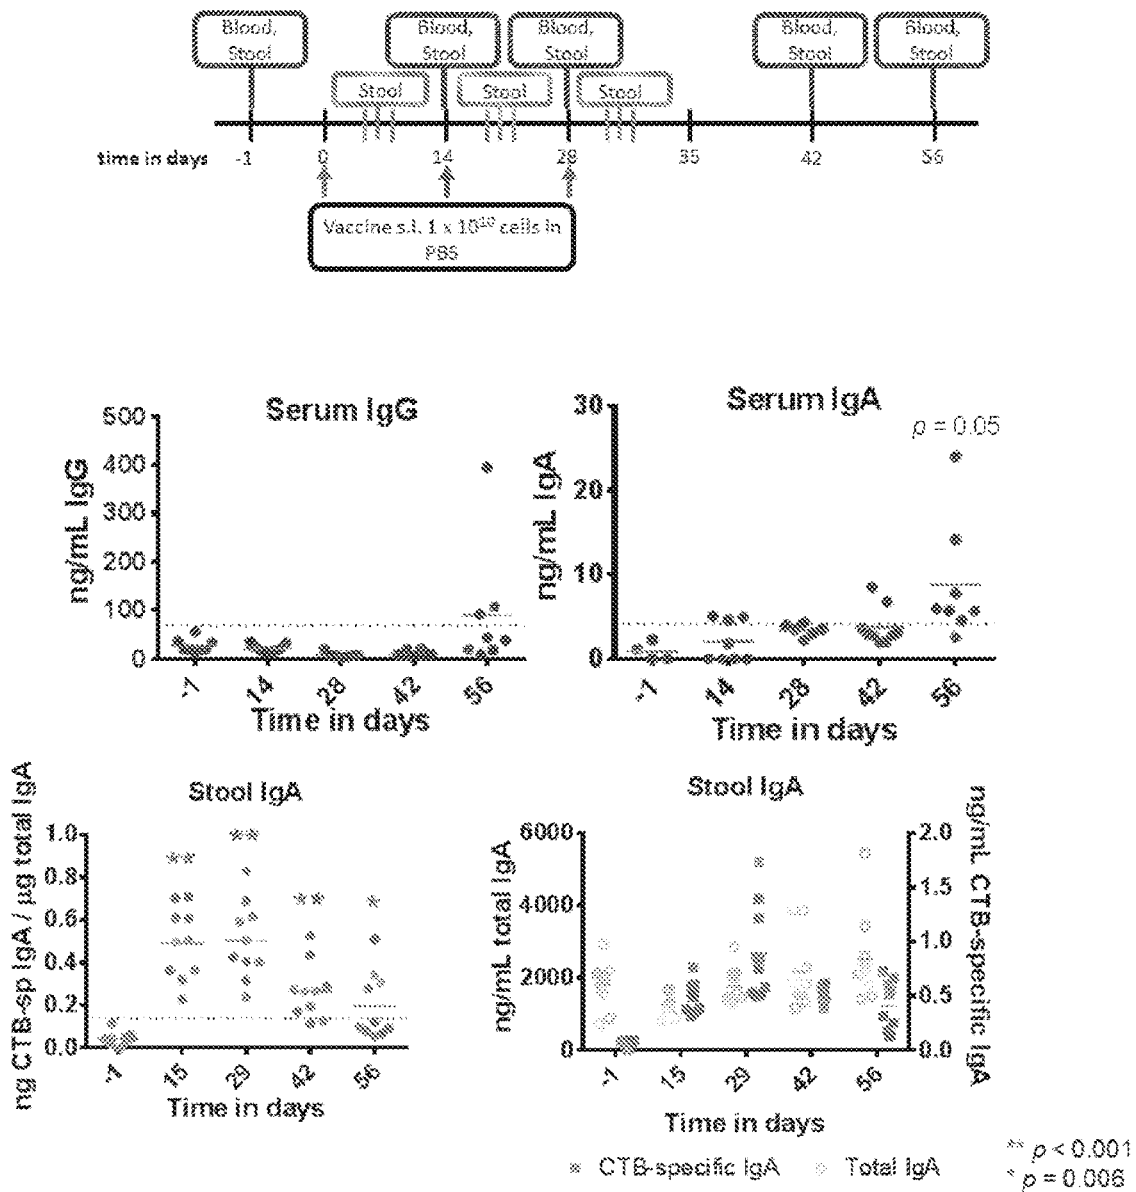 Blood, Stool
Blood, Stool
Blood, Stool
Blood, Stool
Blood, Stool
Stool
Stool
Stool
time in days -1 0 14 28 35 42 56
Vaccine s.l. 1 x 10¹⁰ cells in
PBS
Serum IgG
ng/mL IgG
500
400
300
200
100
0
-1 14 28 42 56
Time in days
Serum IgA
p = 0.05
ng/mL IgA
30
20
10
0
-1 14 28 42 56
Time in days
Stool IgA
ng CTB-sp IgA / µg total IgA
1.0
0.8
0.6
0.4
0.2
0.0
** ** ** *
-1 15 29 42 56
Time in days
Stool IgA
ng/mL total IgA
6000
4000
2000
0
ng/mL CTB-specific IgA
2.0
1.5
1.0
0.5
0.0
-1 15 29 42 56
Time in days
CTB-specific IgA Total IgA
** p < 0.001
* p = 0.006